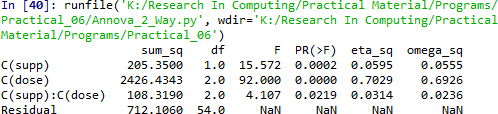 In [40]: runfile('K:/Research In Computing/Practical Material/Programs/
Practical_06/Annova_2_Way.py', wdir='K:/Research In Computing/Practical
Material/Programs/Practical_06')
sum_sq df F PR(>F) eta_sq omega_sq
C(supp) 205.3500 1.0 15.572 0.0002 0.0595 0.0555
C(dose) 2426.4343 2.0 92.000 0.0000 0.7029 0.6926
C(supp):C(dose) 108.3190 2.0 4.107 0.0219 0.0314 0.0236
Residual 712.1060 54.0 NaN NaN NaN NaN